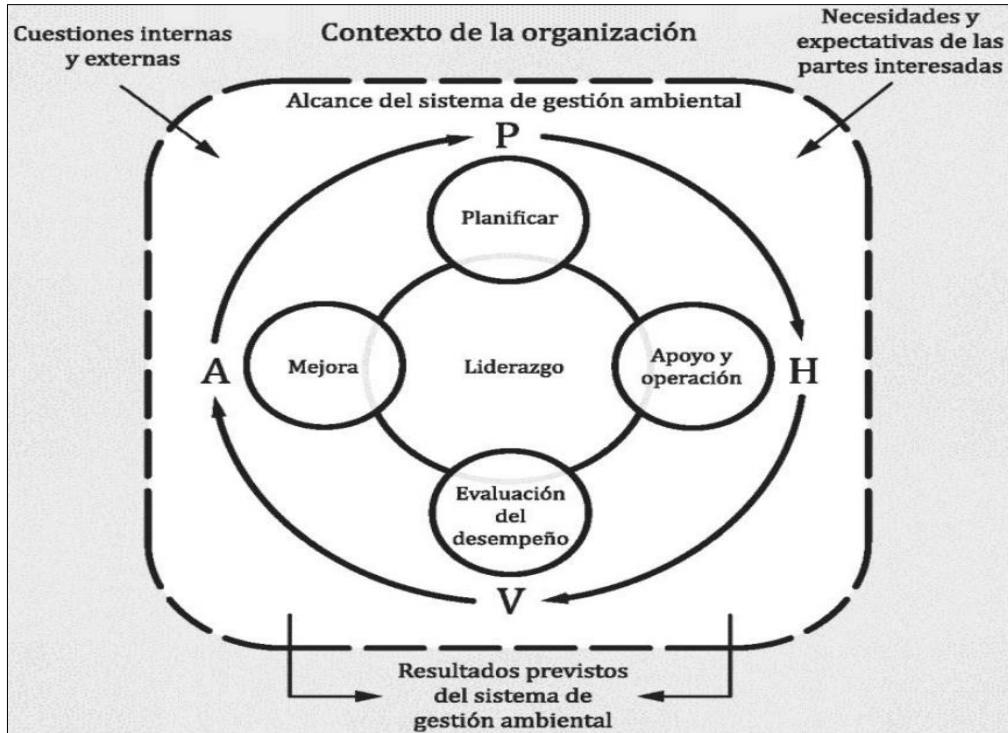 Contexto de la organización
Cuestiones internas
y externas
Necesidades y
expectativas de las
partes interesadas
Alcance del sistema de gestión ambiental
P
Planificar
A
Mejora
Liderazgo
Apoyo y
operación
H
Evaluación
del
desempeño
V
Resultados previstos
del sistema de
gestión ambiental